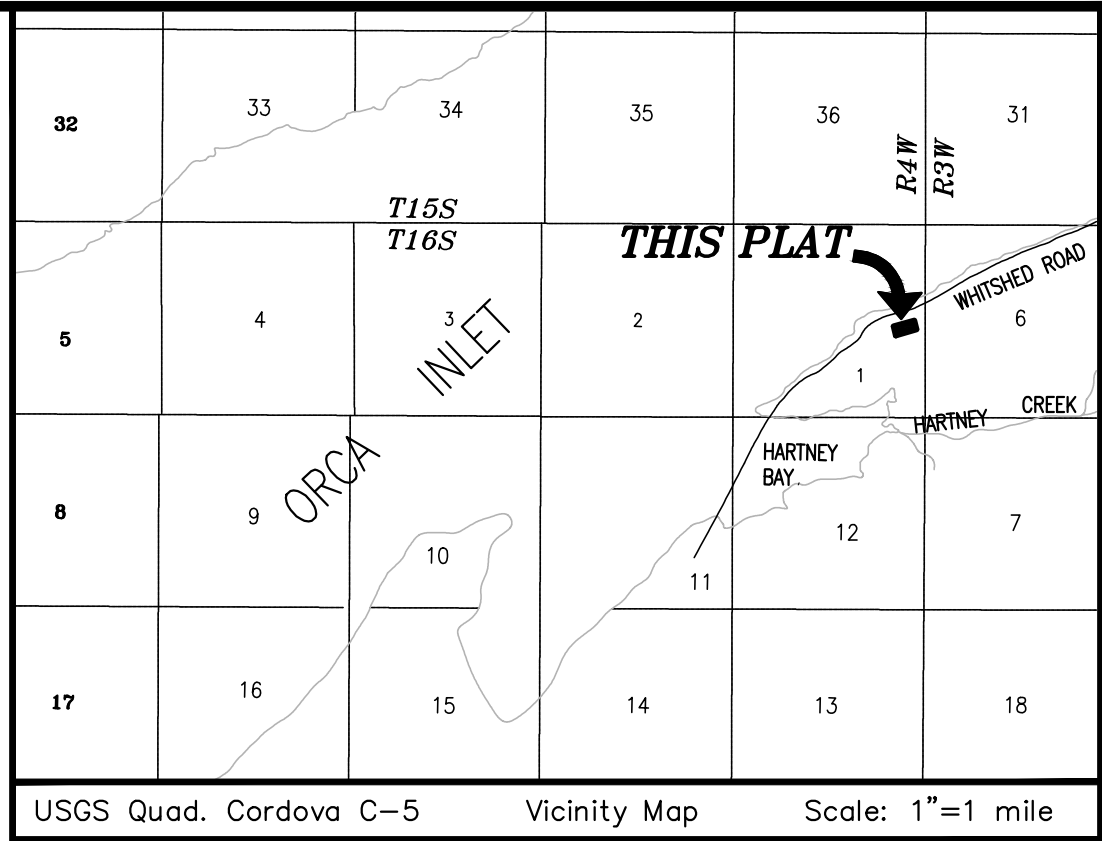 33
34
35
36
31
32
R4W
R3W
T15S
T16S
THIS PLAT
WHITSHED ROAD
4
3
2
6
5
INLET
1
CREEK
HARTNEY
HARTNEY
BAY.
ORCA
8
9
7
12
10
11
16
17
15
14
13
18
USGS Quad. Cordova C-5 Vicinity Map Scale: 1"=1 mile